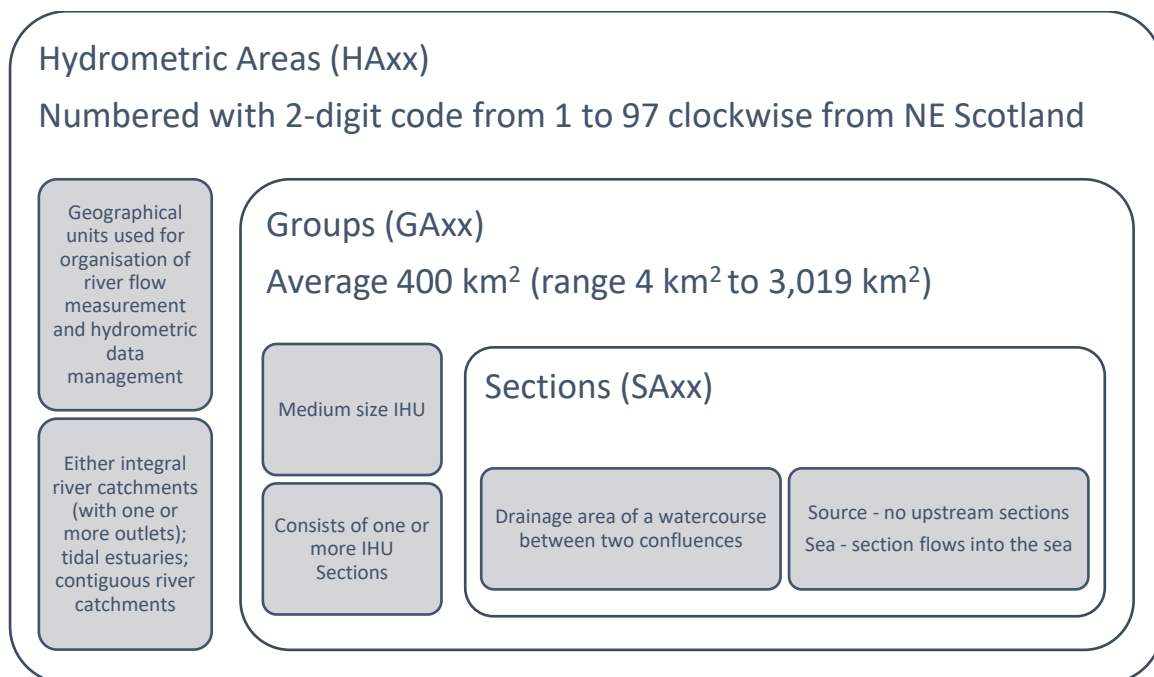 Hydrometric Areas (HAxx)
Numbered with 2-digit code from 1 to 97 clockwise from NE Scotland
Geographical
units used for
organisation of
river flow
measurement
and hydrometric
data
management
Either integral
river catchments
(with one or
more outlets);
tidal estuaries;
contiguous river
catchments
Groups (GAxx)
Average 400 km² (range 4 km² to 3,019 km²)
Medium size IHU
Consists of one or
more IHU
Sections
Sections (SAxx)
Drainage area of a watercourse
between two confluences
Source - no upstream sections
Sea - section flows into the sea